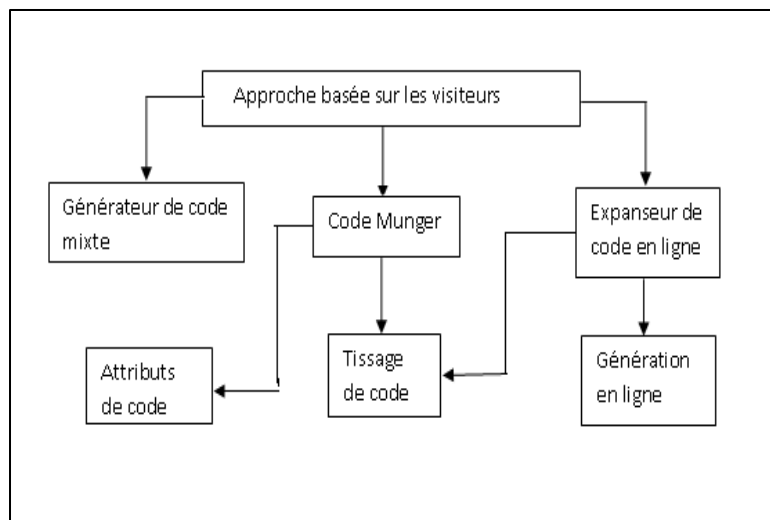 Approche basée sur les visiteurs
Générateur de code
mixte
Code Munger
Expanseur de
code en ligne
Attributs
de code
Tissage
de code
Génération
en ligne